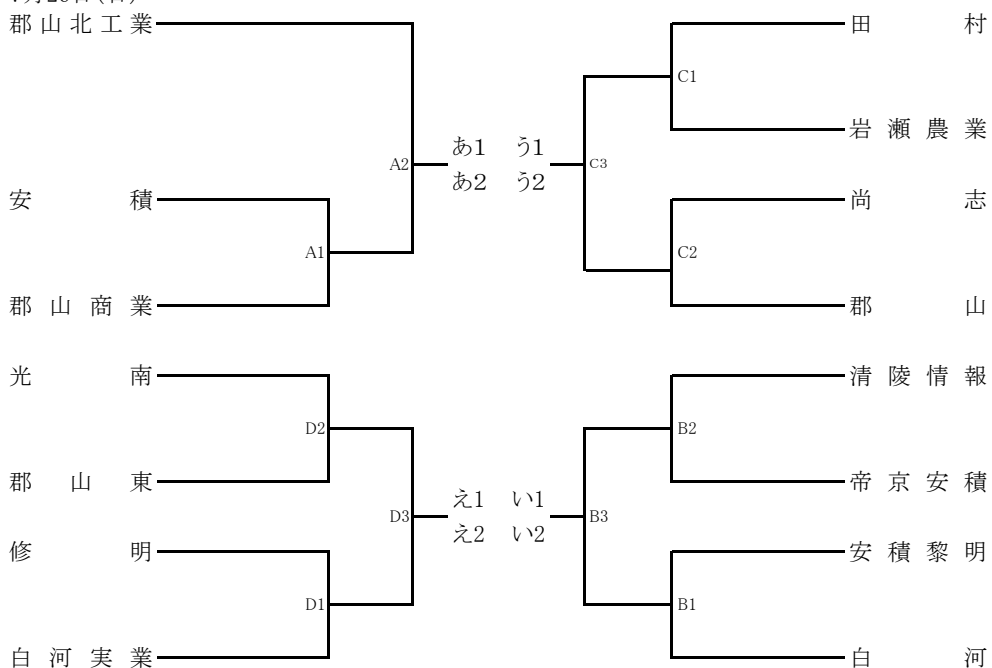 郡山北工業
安積
郡山商業
A1
A2
あ1 う1
あ2 う2
田村
岩瀬農業
C1
C3
尚志
郡山
C2
光南
郡山東
D2
修明
白河実業
D1
D3
え1 い1
え2 い2
清陵情報
帝京安積
B2
B3
安積黎明
白河
B1